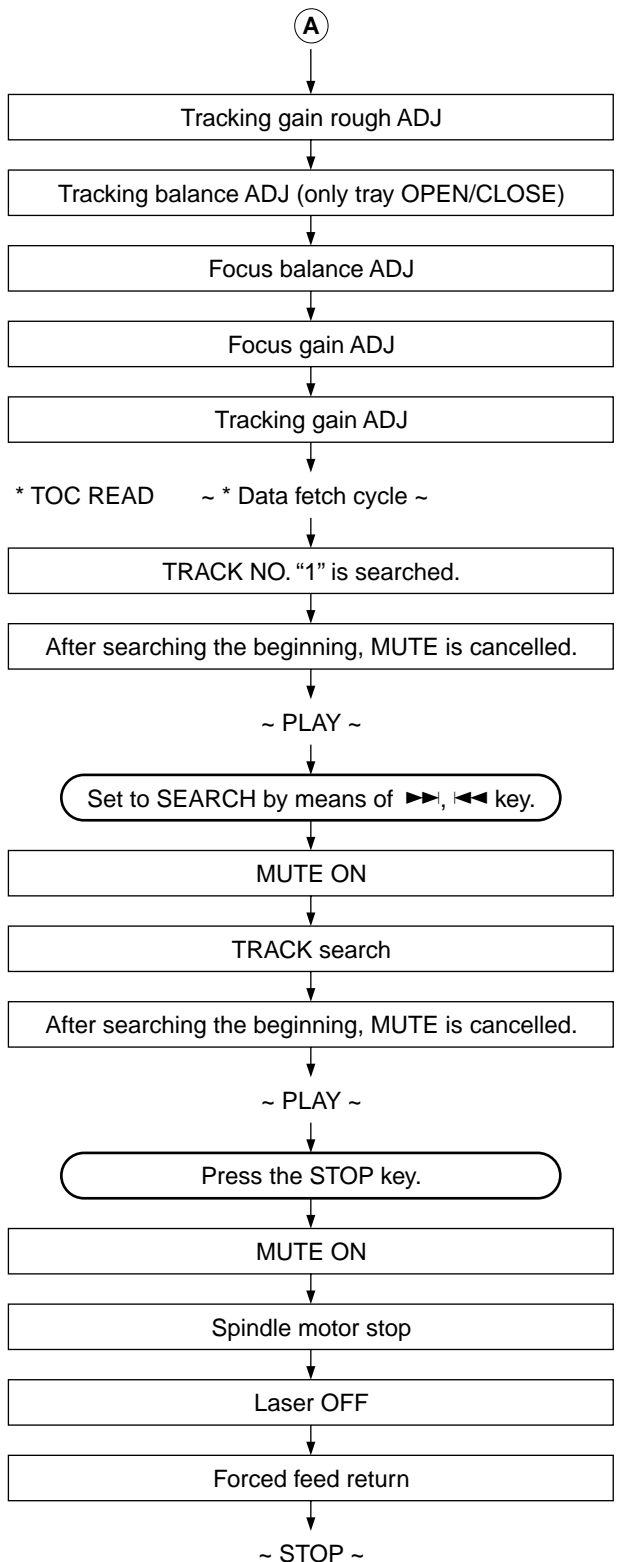 A
Tracking gain rough ADJ
Tracking balance ADJ (only tray OPEN/CLOSE)
Focus balance ADJ
Focus gain ADJ
Tracking gain ADJ
* TOC READ ~ * Data fetch cycle ~
TRACK NO. “1” is searched.
After searching the beginning, MUTE is cancelled.
~ PLAY ~
Set to SEARCH by means of ►►|, |◄◄ key.
MUTE ON
TRACK search
After searching the beginning, MUTE is cancelled.
~ PLAY ~
Press the STOP key.
MUTE ON
Spindle motor stop
Laser OFF
Forced feed return
~ STOP ~